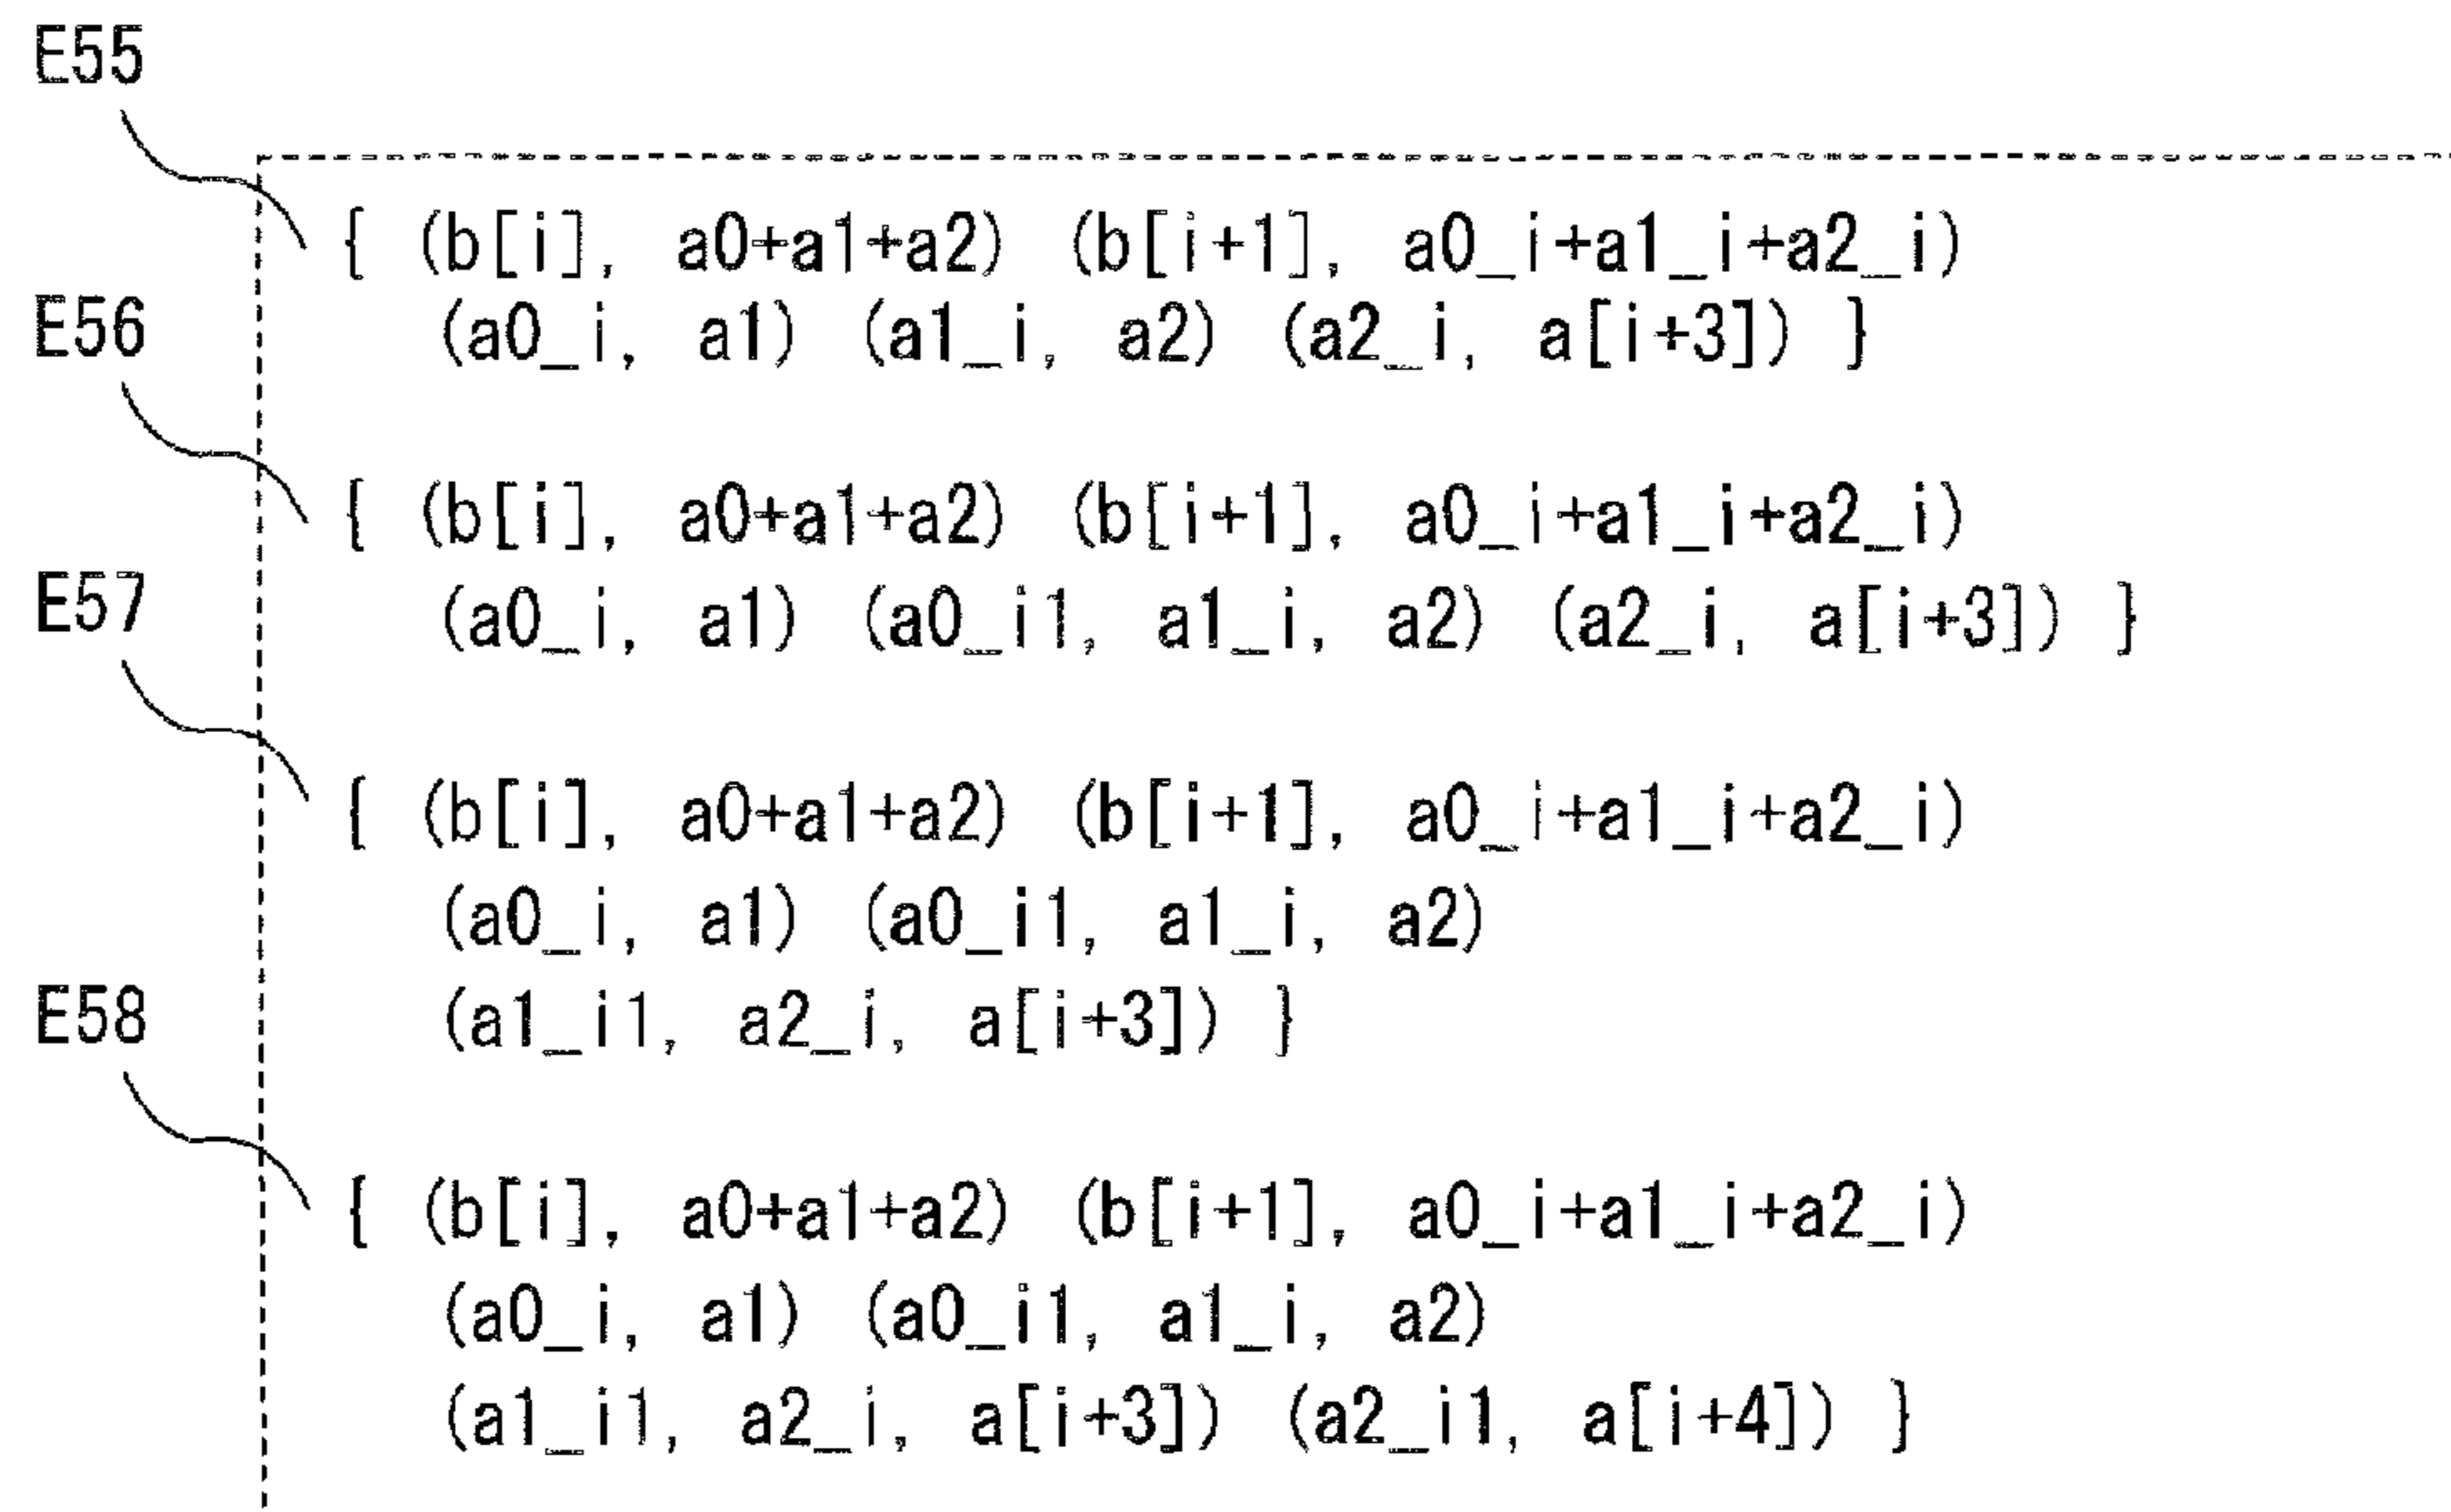 E55
{ (b[i], a0+a1+a2) (b[i+1], a0_i+a1_i+a2_i)
(a0_i, a1) (a1_i, a2) (a2_i, a[i+3]) }
E56
{ (b[i], a0+a1+a2) (b[i+1], a0_i+a1_i+a2_i)
(a0_i, a1) (a0_i1, a1_i, a2) (a2_i, a[i+3]) }
E57
{ (b[i], a0+a1+a2) (b[i+1], a0_i+a1_i+a2_i)
(a0_i, a1) (a0_i1, a1_i, a2)
(a1_i1, a2_i, a[i+3]) }
E58
{ (b[i], a0+a1+a2) (b[i+1], a0_i+a1_i+a2_i)
(a0_i, a1) (a0_i1, a1_i, a2)
(a1_i1, a2_i, a[i+3]) (a2_i1, a[i+4]) }